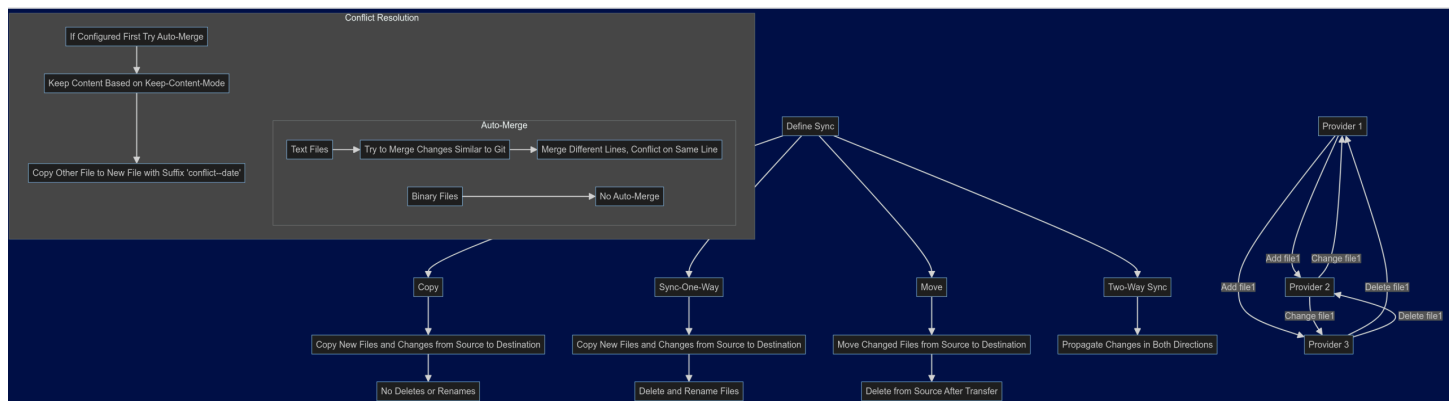 Conflict Resolution
If Configured First Try Auto-Merge
Keep Content Based on Keep-Content-Mode
Copy Other File to New File with Suffix 'conflict--date'
Auto-Merge
Text Files
Try to Merge Changes Similar to Git
Merge Different Lines, Conflict on Same Line
Binary Files
No Auto-Merge
Define Sync
Copy
Sync-One-Way
Move
Two-Way Sync
Copy New Files and Changes from Source to Destination
Copy New Files and Changes from Source to Destination
Move Changed Files from Source to Destination
Propagate Changes in Both Directions
No Deletes or Renames
Delete and Rename Files
Delete from Source After Transfer
Provider 1
Add file1
Change file1
Add file1
Provider 2
Delete file1
Change file1
Delete file1
Provider 3